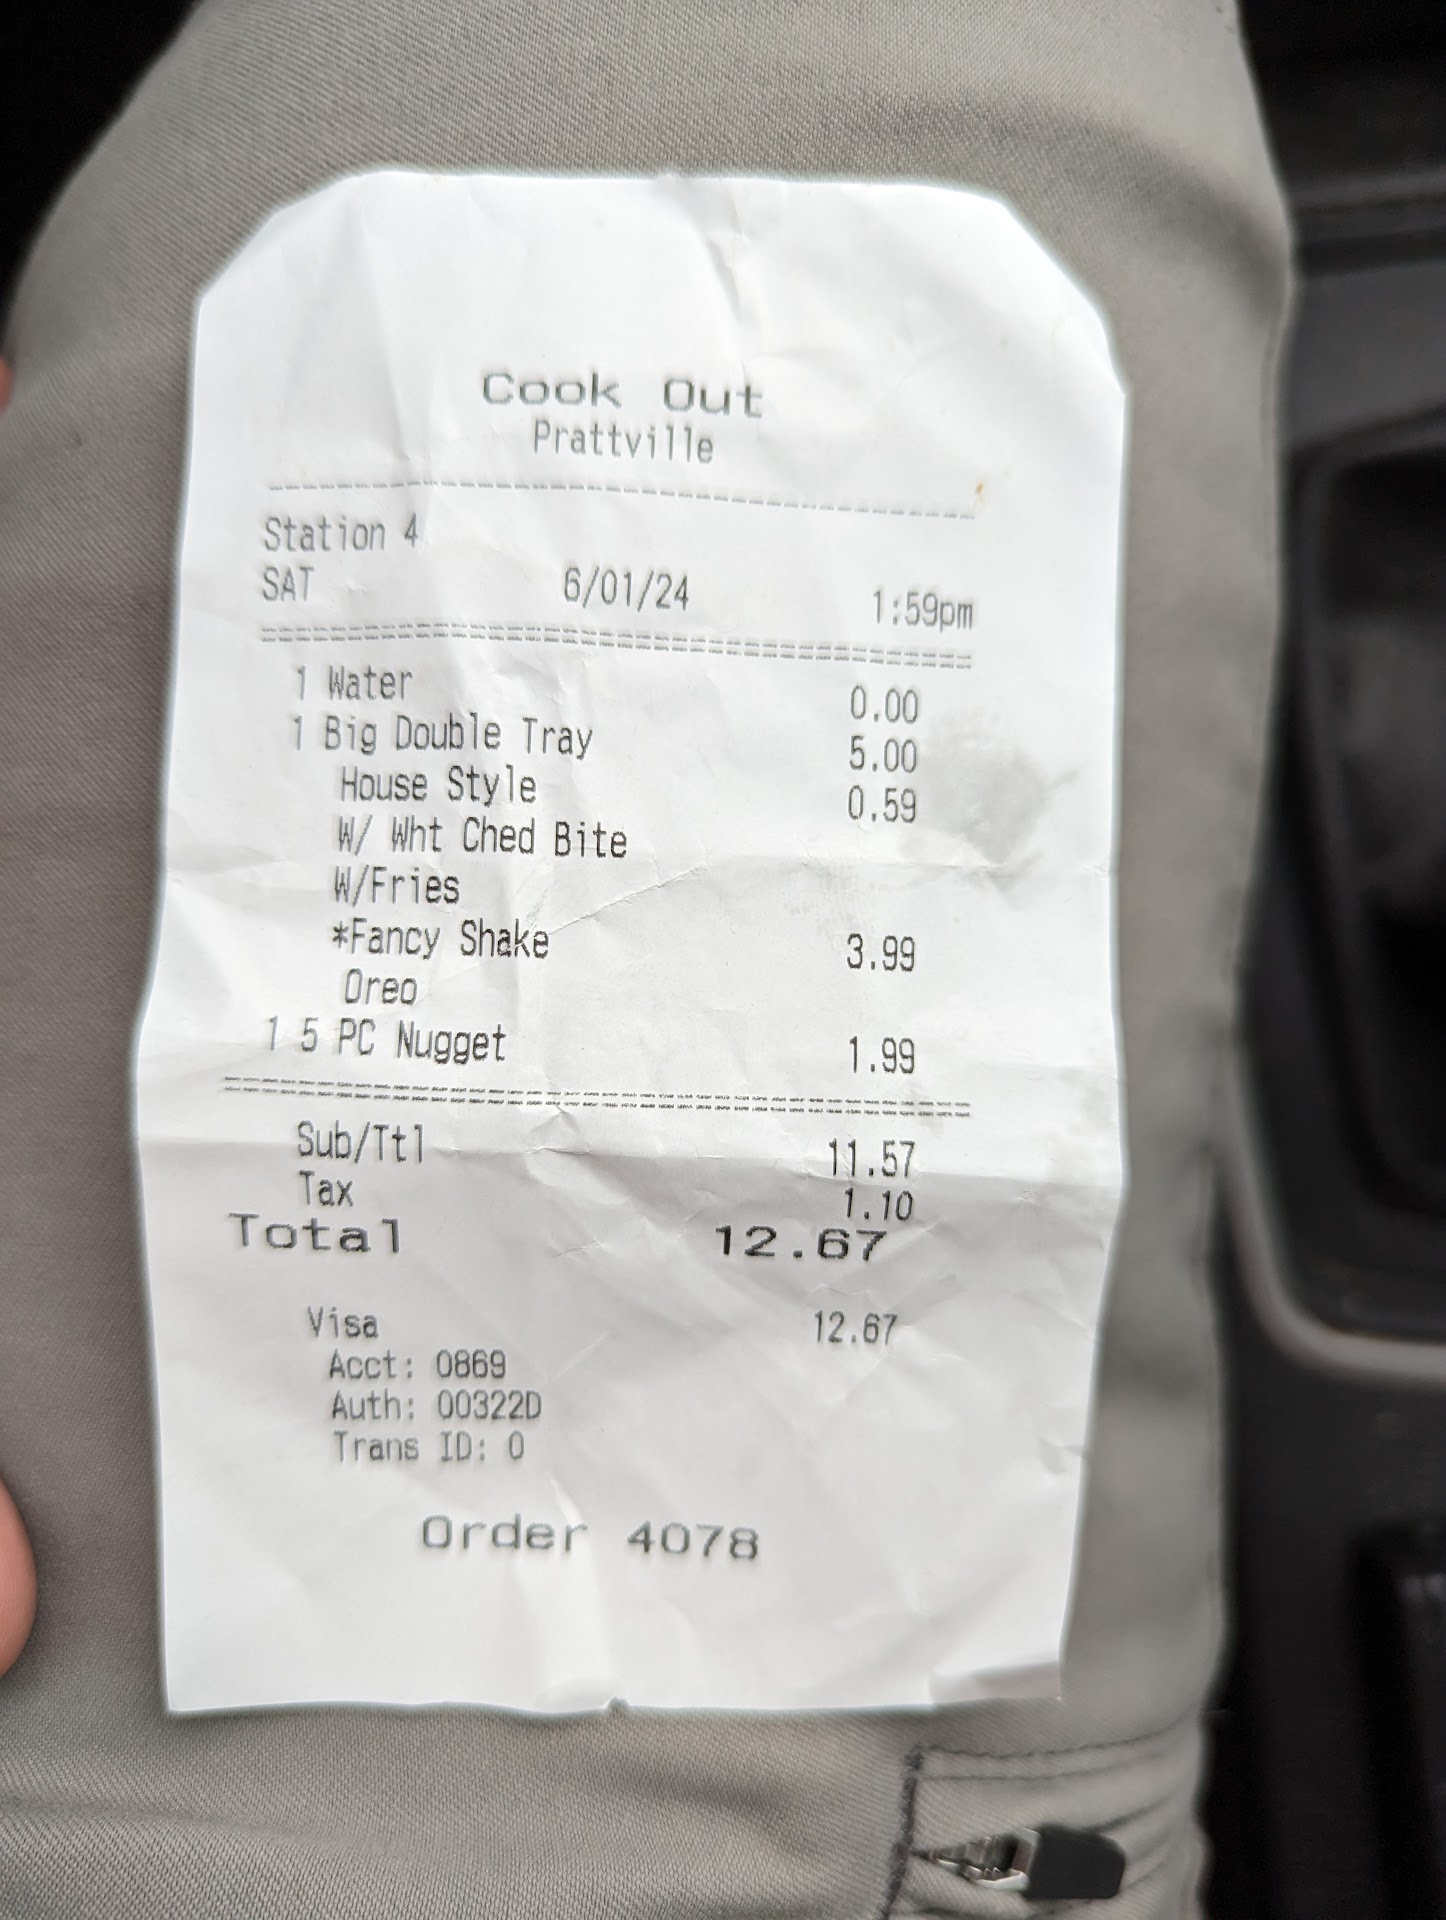 Cook Out
Prattville
Station 4
SAT 6/01/24 1:59pm
1 Water 0.00
1 Big Double Tray 5.00
House Style 0.59
W/ Wht Ched Bite
W/Fries
*Fancy Shake 3.99
Oreo
1 5 PC Nugget 1.99
Sub/Ttl 11.57
Tax 1.10
Total 12.67
Visa 12.67
Acct: 0869
Auth: 00322D
Trans ID: 0
Order 4078